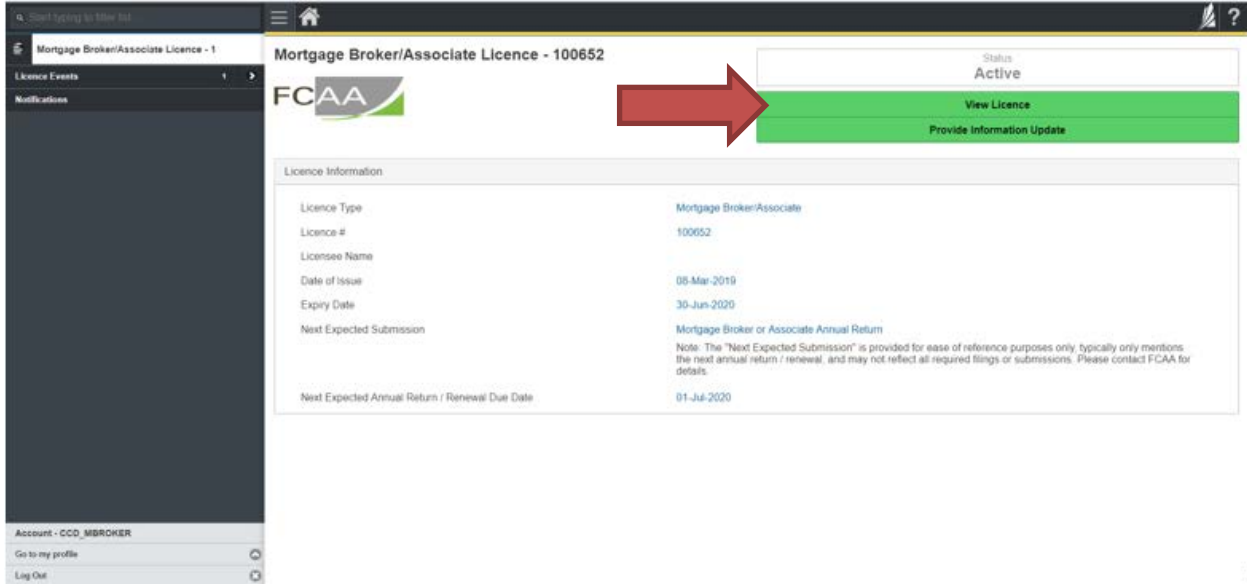 Start typing to filter list
Mortgage Broker/Associate Licence - 1
Licence Events 1
Notifications
Account - CCD_MBROKER
Go to my profile
Log Out
?
Mortgage Broker/Associate Licence - 100652
FCAA
Status
Active
View Licence
Provide Information Update
Licence Information
Licence Type Mortgage Broker/Associate
Licence # 100652
Licensee Name
Date of Issue 08-Mar-2019
Expiry Date 30-Jun-2020
Next Expected Submission Mortgage Broker or Associate Annual Return
Note: The "Next Expected Submission" is provided for ease of reference purposes only, typically only mentions
the next annual return / renewal, and may not reflect all required filings or submissions. Please contact FCAA for
details.
Next Expected Annual Return / Renewal Due Date 01-Jul-2020